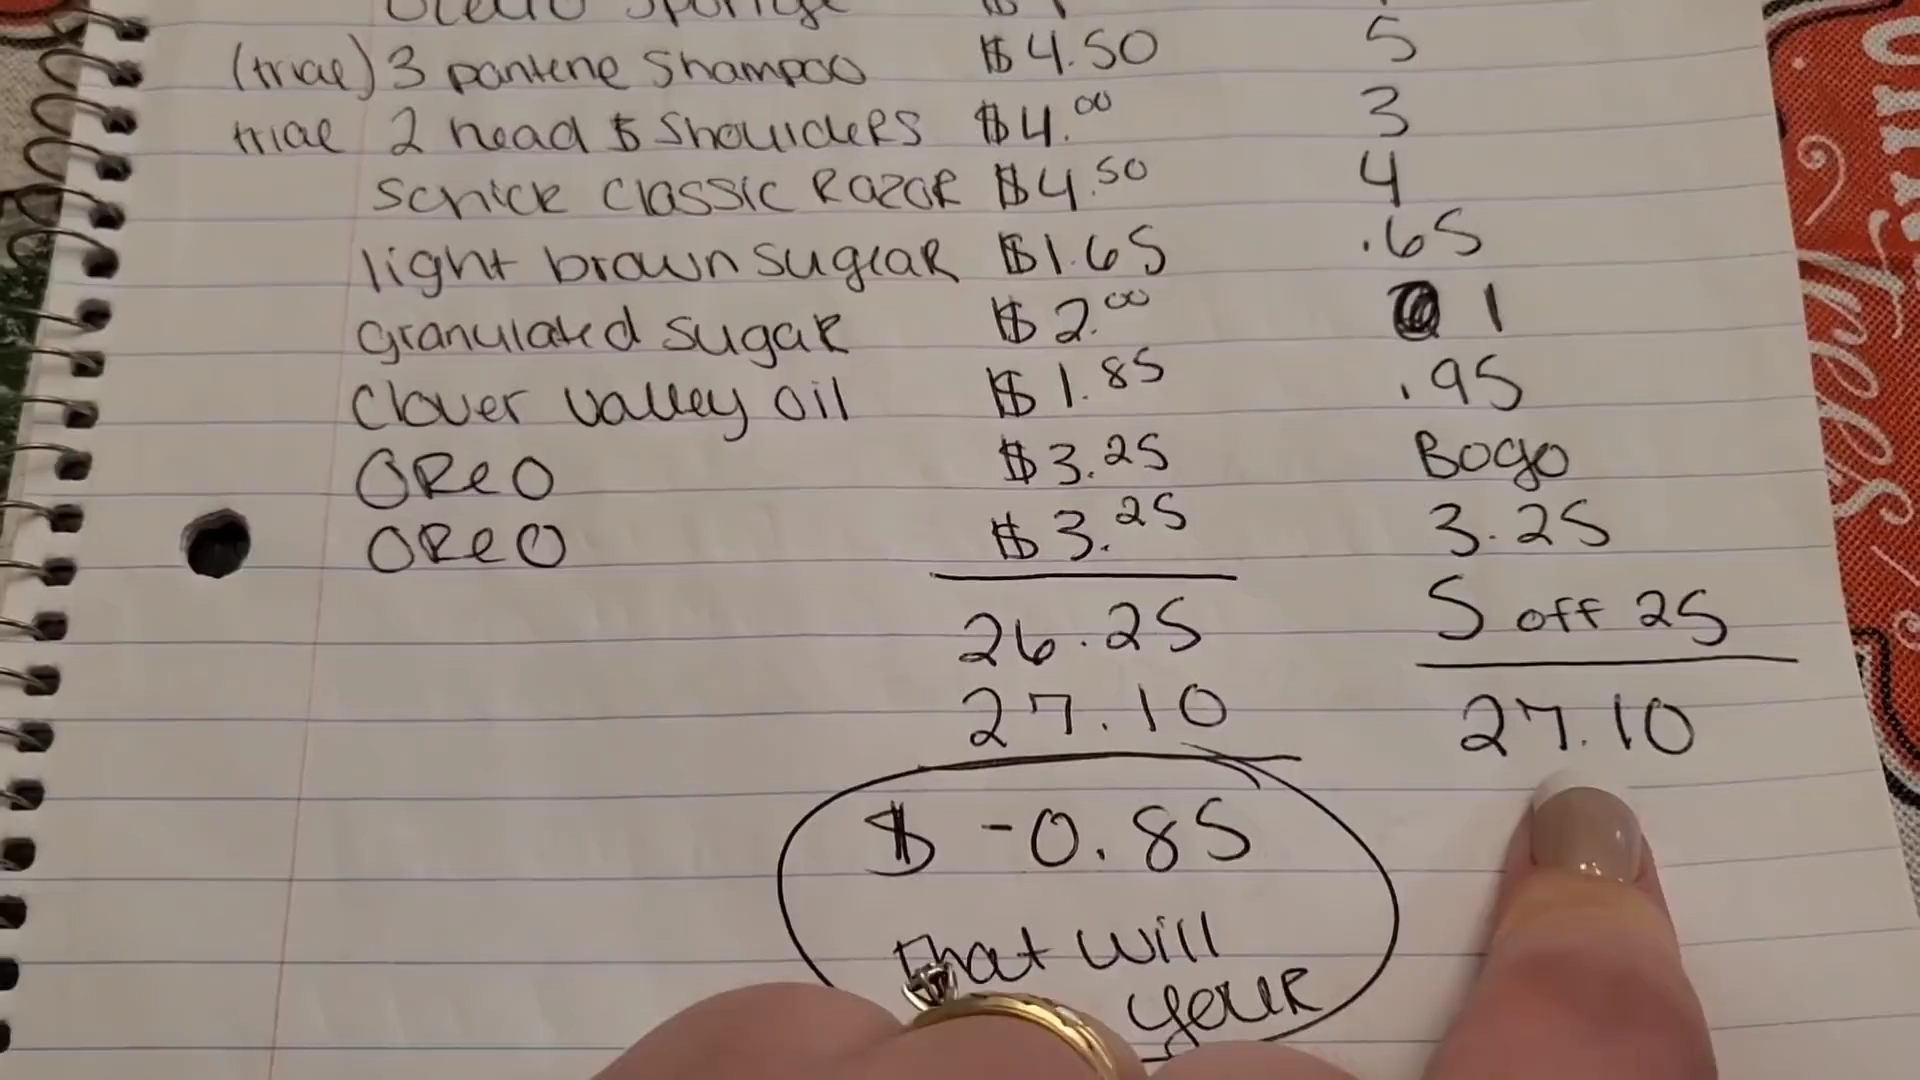 Sponge $1
(trial) 3 pantene Shampoo $4.50 5
trial 2 head & Shoulders $4.00 3
Schick Classic Razor $4.50 4
light brown sugar $1.65 .65
granulated sugar $2.00 1
Clover valley oil $1.85 .95
OReO $3.25 Bogo
OReO $3.25 3.25
26.25 5 off 25
27.10 27.10
$ -0.85
that will
your
Trees